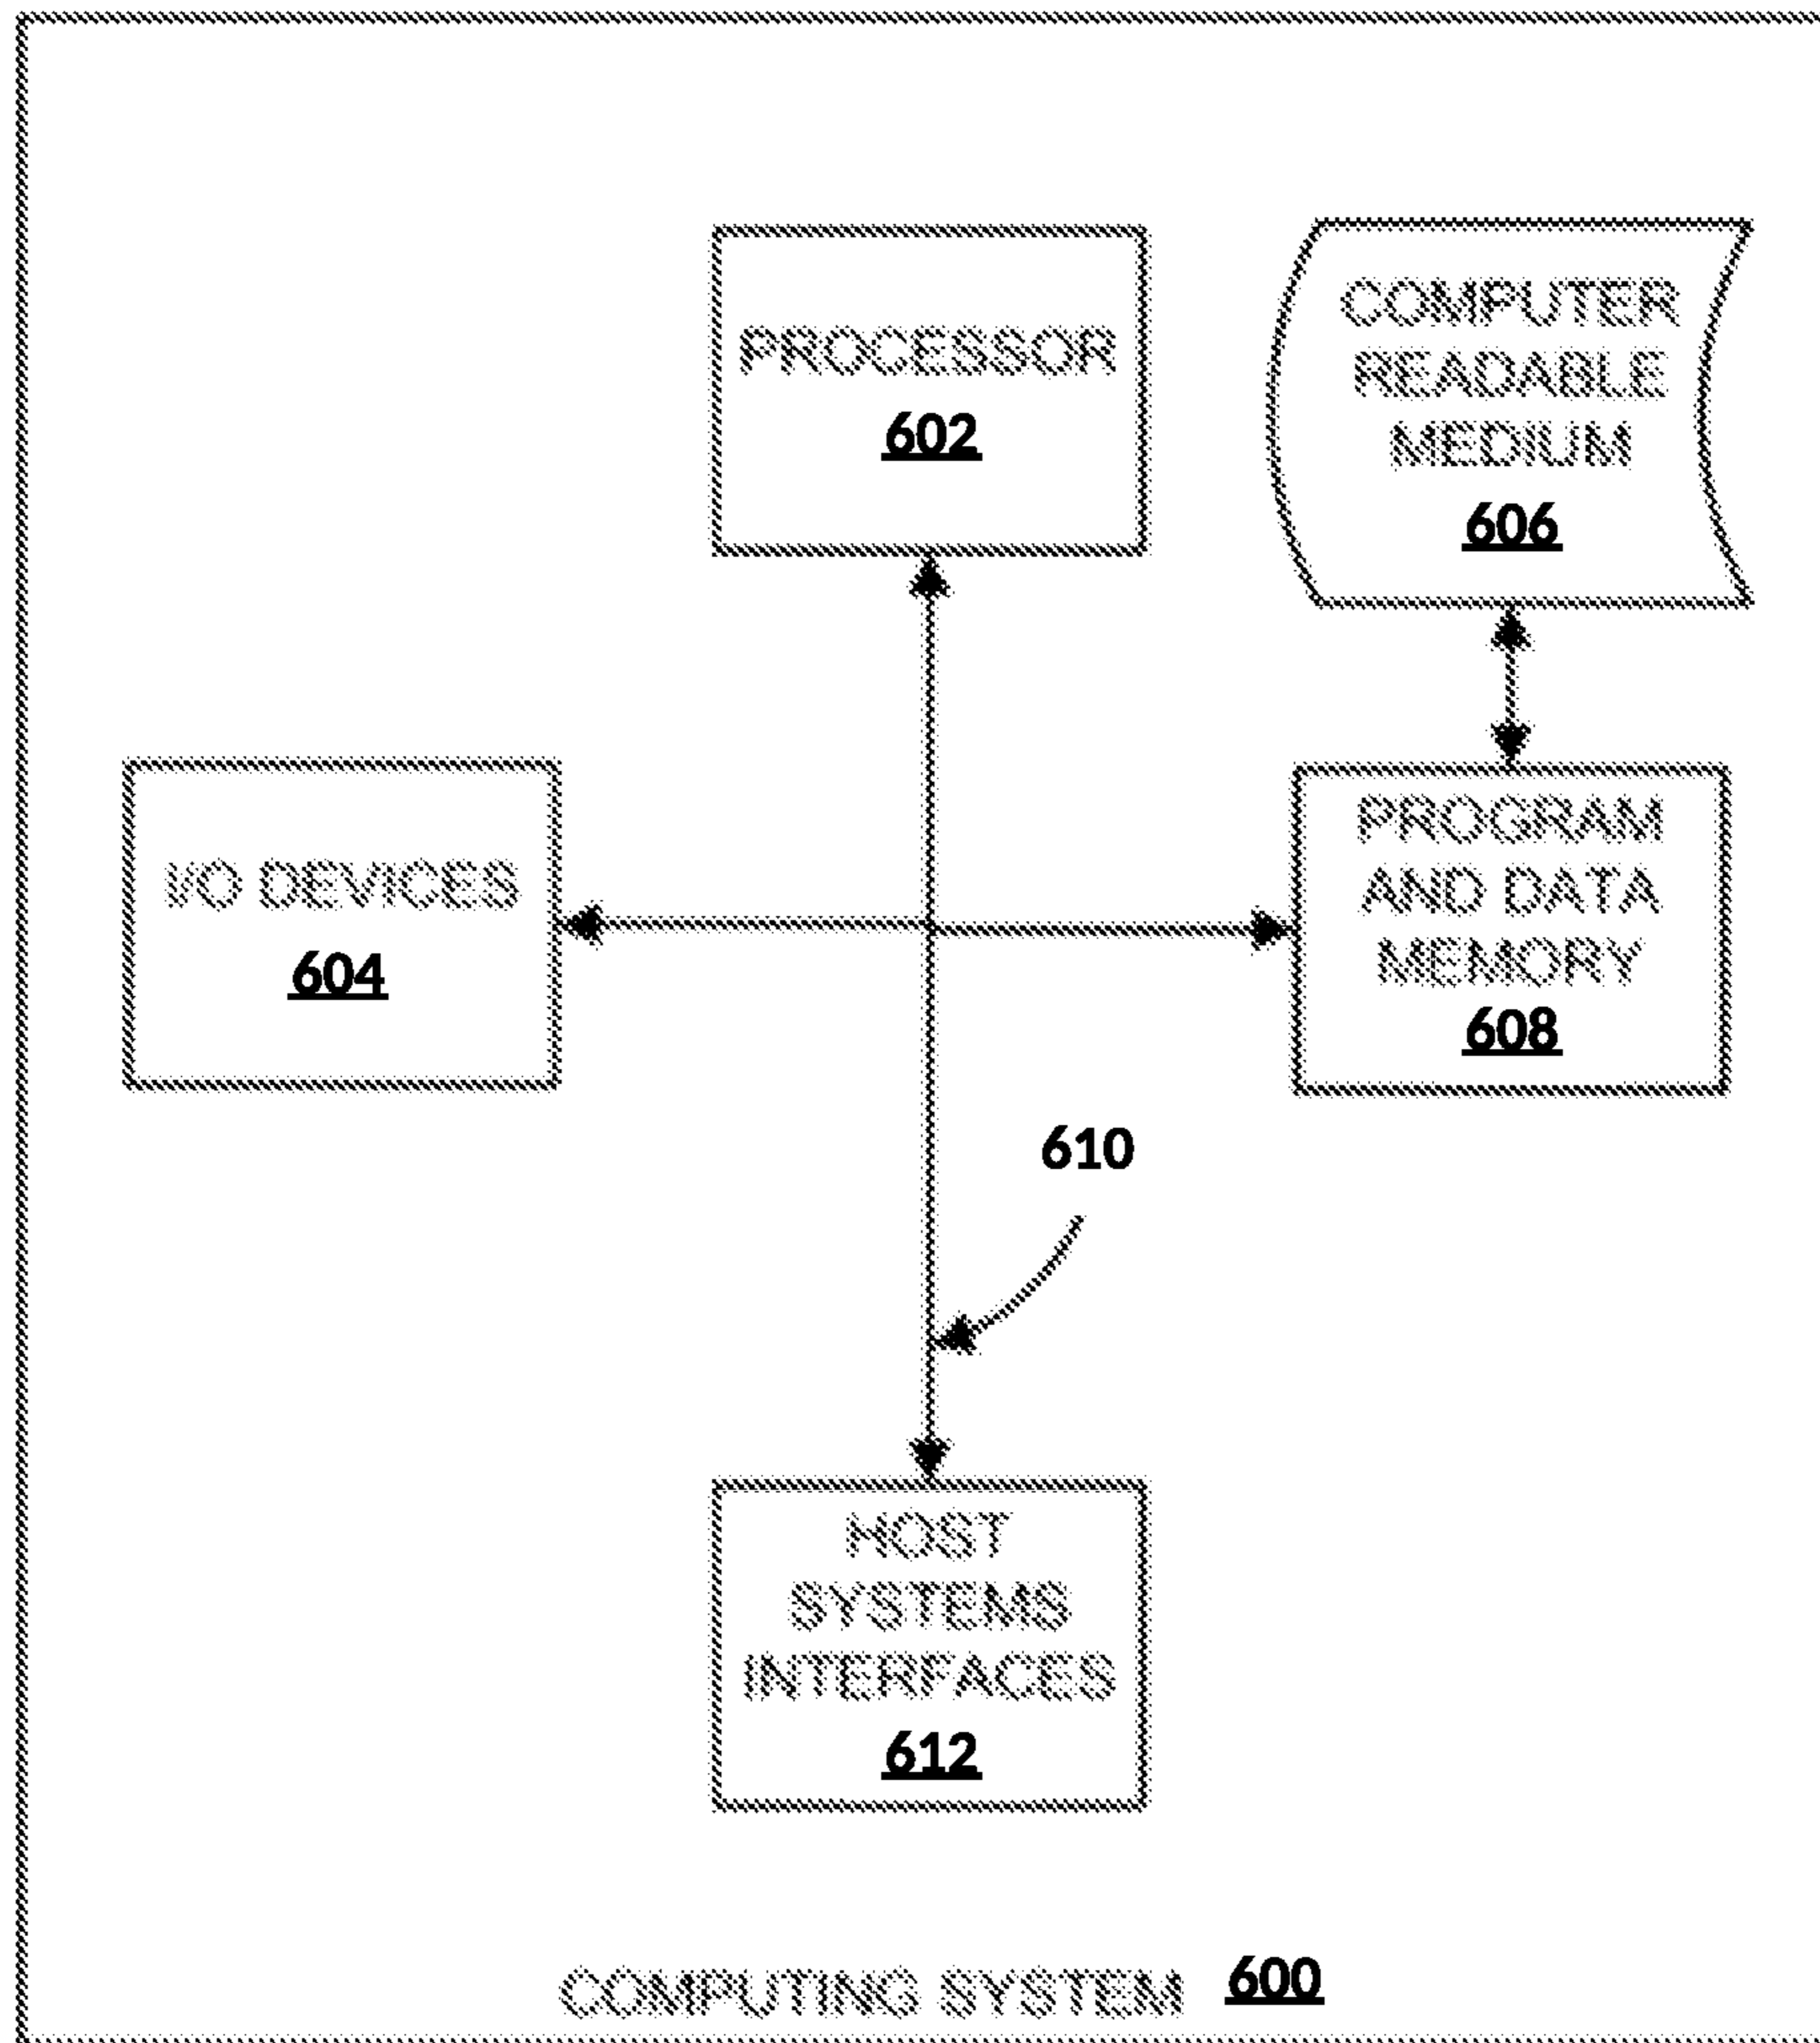 PROCESSOR
602
COMPUTER
READABLE
MEDIUM
606
I/O DEVICES
604
PROGRAM
AND DATA
MEMORY
608
610
HOST
SYSTEMS
INTERFACES
612
COMPUTING SYSTEM 600